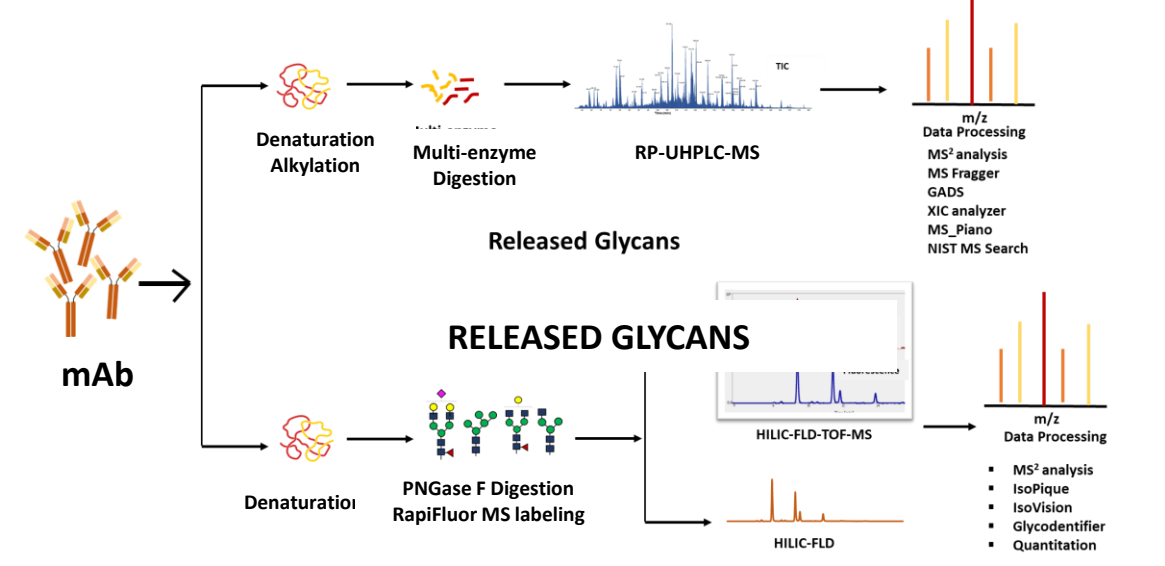 TIC
m/z
Data Processing
Denaturation
Alkylation
Multi-enzyme
Digestion
RP-UHPLC-MS
MS² analysis
MS Fragger
GADS
XIC analyzer
MS_Piano
NIST MS Search
Released Glycans
RELEASED GLYCANS
mAb
HILIC-FLD-TOF-MS
m/z
Data Processing
Denaturation
PNGase F Digestion
RapiFluor MS labeling
HILIC-FLD
▪ MS² analysis
▪ IsoPique
▪ IsoVision
▪ Glycodentifier
▪ Quantitation